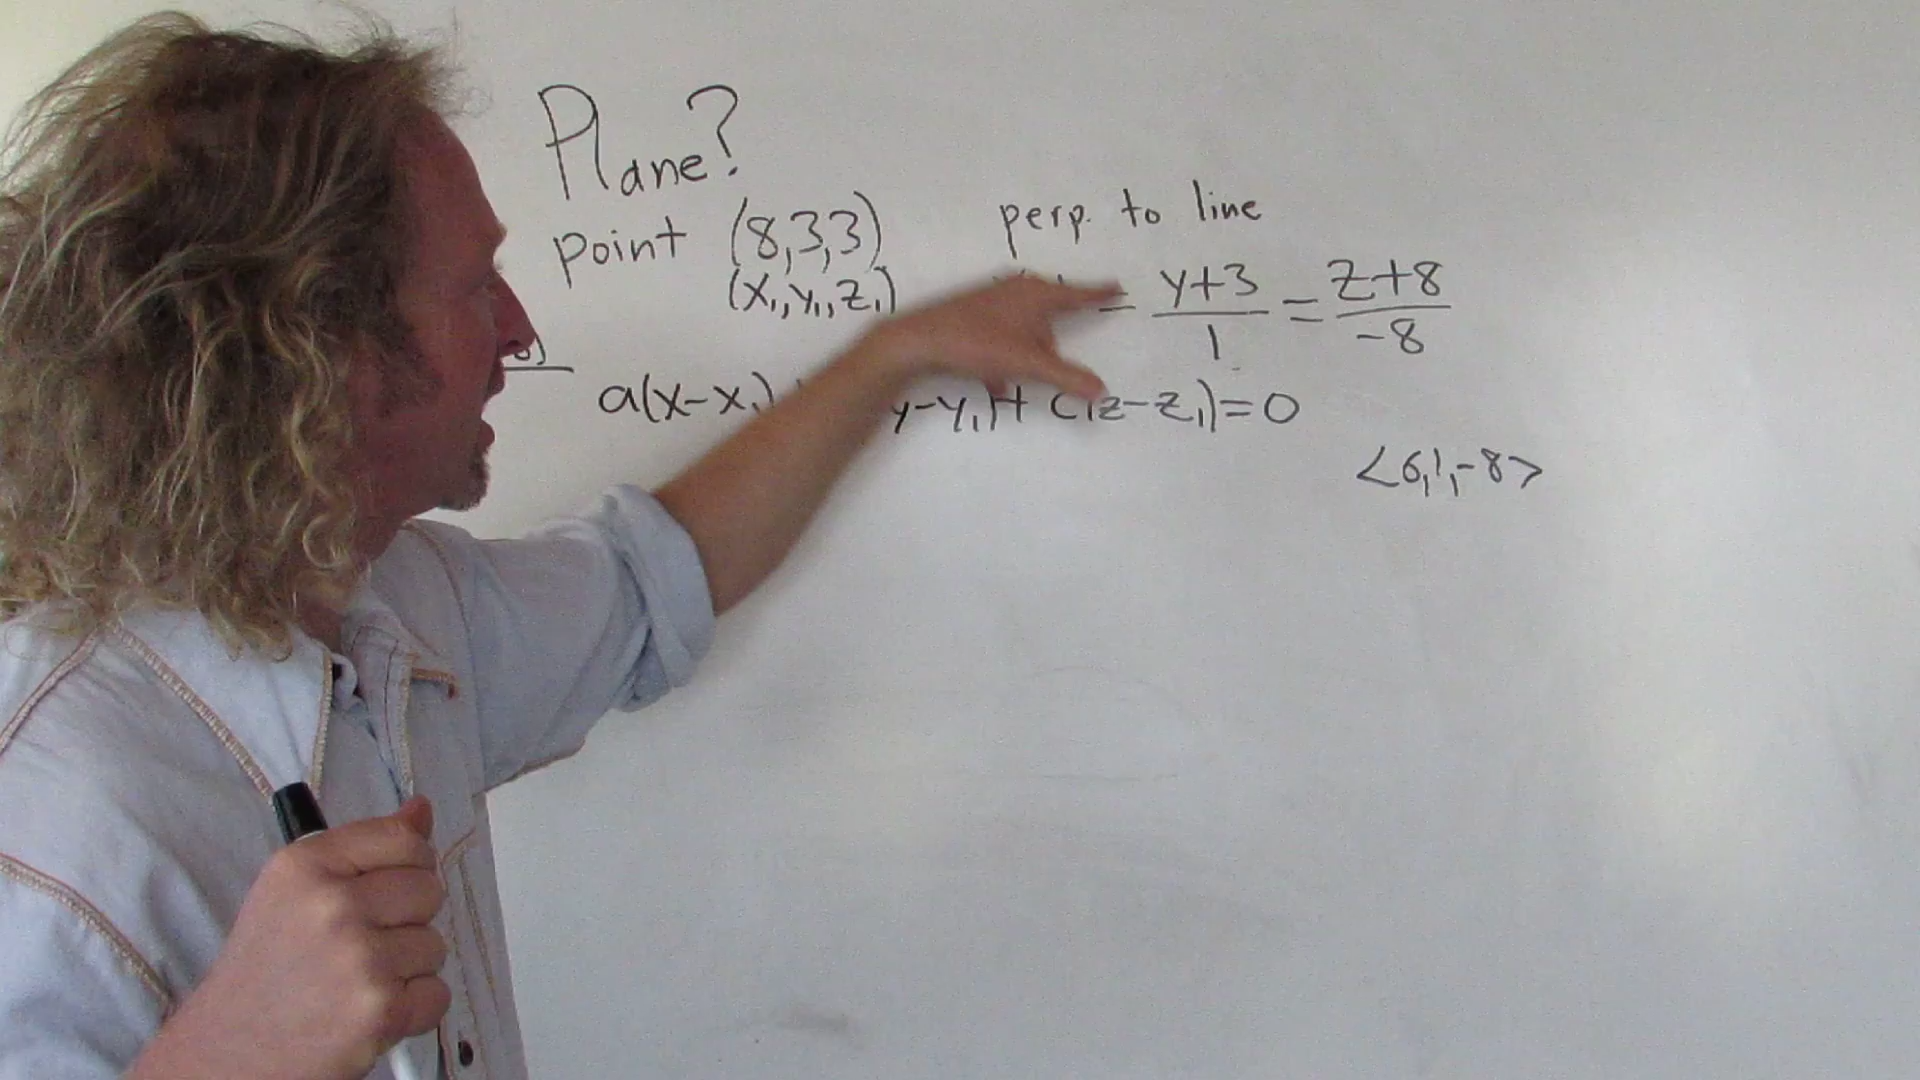 Plane?
point (8,3,3) perp. to line
(x₁,y₁,z₁) = y+3/1 = z+8/-8
a(x-x₁) y-y₁)+ c(z-z₁)=0
<6,1,-8>